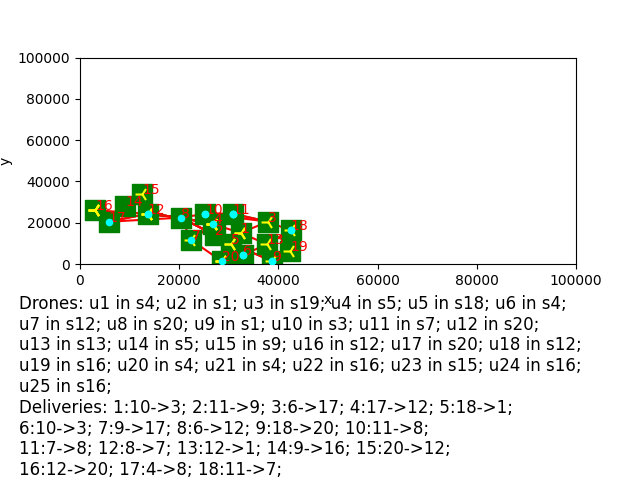 100000
80000
60000
40000
20000
0
y
0 20000 40000 60000 80000 100000
x
Drones: u1 in s4; u2 in s1; u3 in s19; u4 in s5; u5 in s18; u6 in s4;
u7 in s12; u8 in s20; u9 in s1; u10 in s3; u11 in s7; u12 in s20;
u13 in s13; u14 in s5; u15 in s9; u16 in s12; u17 in s20; u18 in s12;
u19 in s16; u20 in s4; u21 in s4; u22 in s16; u23 in s15; u24 in s16;
u25 in s16;
Deliveries: 1:10->3; 2:11->9; 3:6->17; 4:17->12; 5:18->1;
6:10->3; 7:9->17; 8:6->12; 9:18->20; 10:11->8;
11:7->8; 12:8->7; 13:12->1; 14:9->16; 15:20->12;
16:12->20; 17:4->8; 18:11->7;